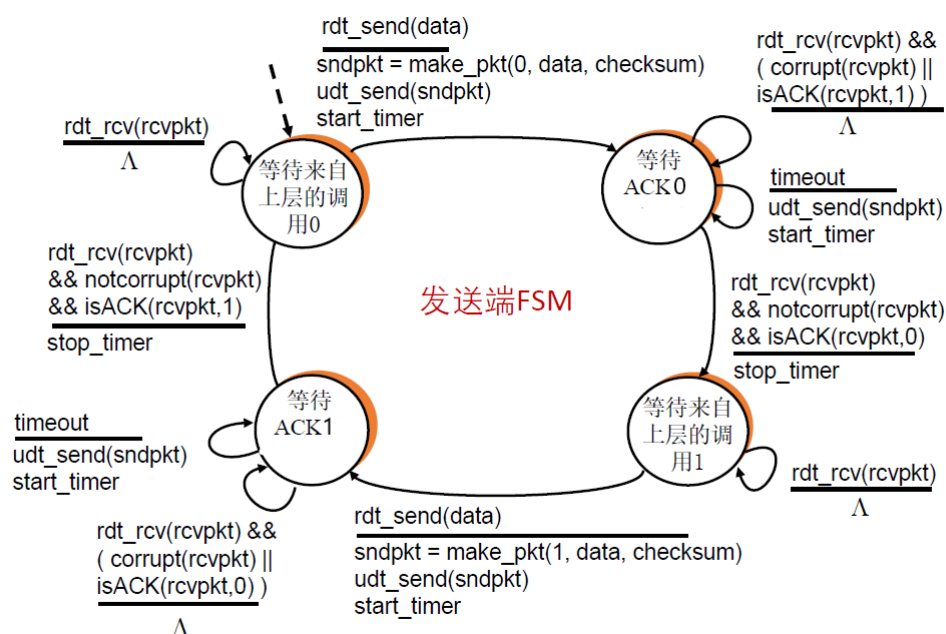 rdt_send(data)
sndpkt = make_pkt(0, data, checksum)
udt_send(sndpkt)
start_timer
rdt_rcv(rcvpkt) &&
( corrupt(rcvpkt) ||
isACK(rcvpkt,1) )
Λ
rdt_rcv(rcvpkt)
Λ
等待来自
上层的调
用0
等待
ACK0
timeout
udt_send(sndpkt)
start_timer
rdt_rcv(rcvpkt)
&& notcorrupt(rcvpkt)
&& isACK(rcvpkt,1)
stop_timer
发送端FSM
rdt_rcv(rcvpkt)
&& notcorrupt(rcvpkt)
&& isACK(rcvpkt,0)
stop_timer
等待
ACK1
等待来自
上层的调
用1
timeout
udt_send(sndpkt)
start_timer
rdt_rcv(rcvpkt)
Λ
rdt_rcv(rcvpkt) &&
( corrupt(rcvpkt) ||
isACK(rcvpkt,0) )
Λ
rdt_send(data)
sndpkt = make_pkt(1, data, checksum)
udt_send(sndpkt)
start_timer